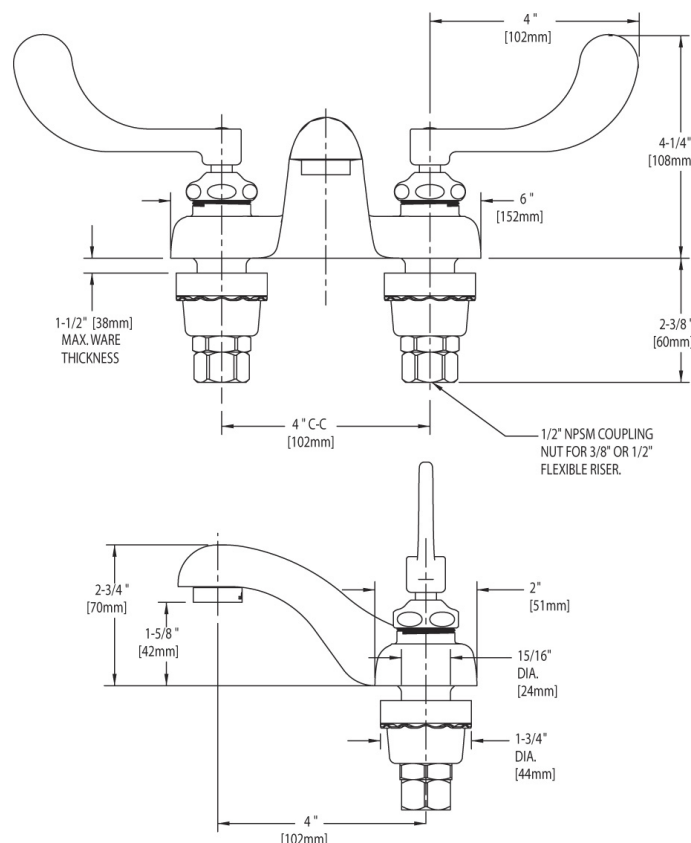 4 "
[102mm]
4-1/4"
[108mm]
6 "
[152mm]
1-1/2" [38mm]
MAX. WARE
THICKNESS
2-3/8 "
[60mm]
4 " C-C
[102mm]
1/2" NPSM COUPLING
NUT FOR 3/8" OR 1/2"
FLEXIBLE RISER.
2-3/4 "
[70mm]
1-5/8 "
[42mm]
2"
[51mm]
15/16"
DIA.
[24mm]
1-3/4"
DIA.
[44mm]
4 "
[102mm]